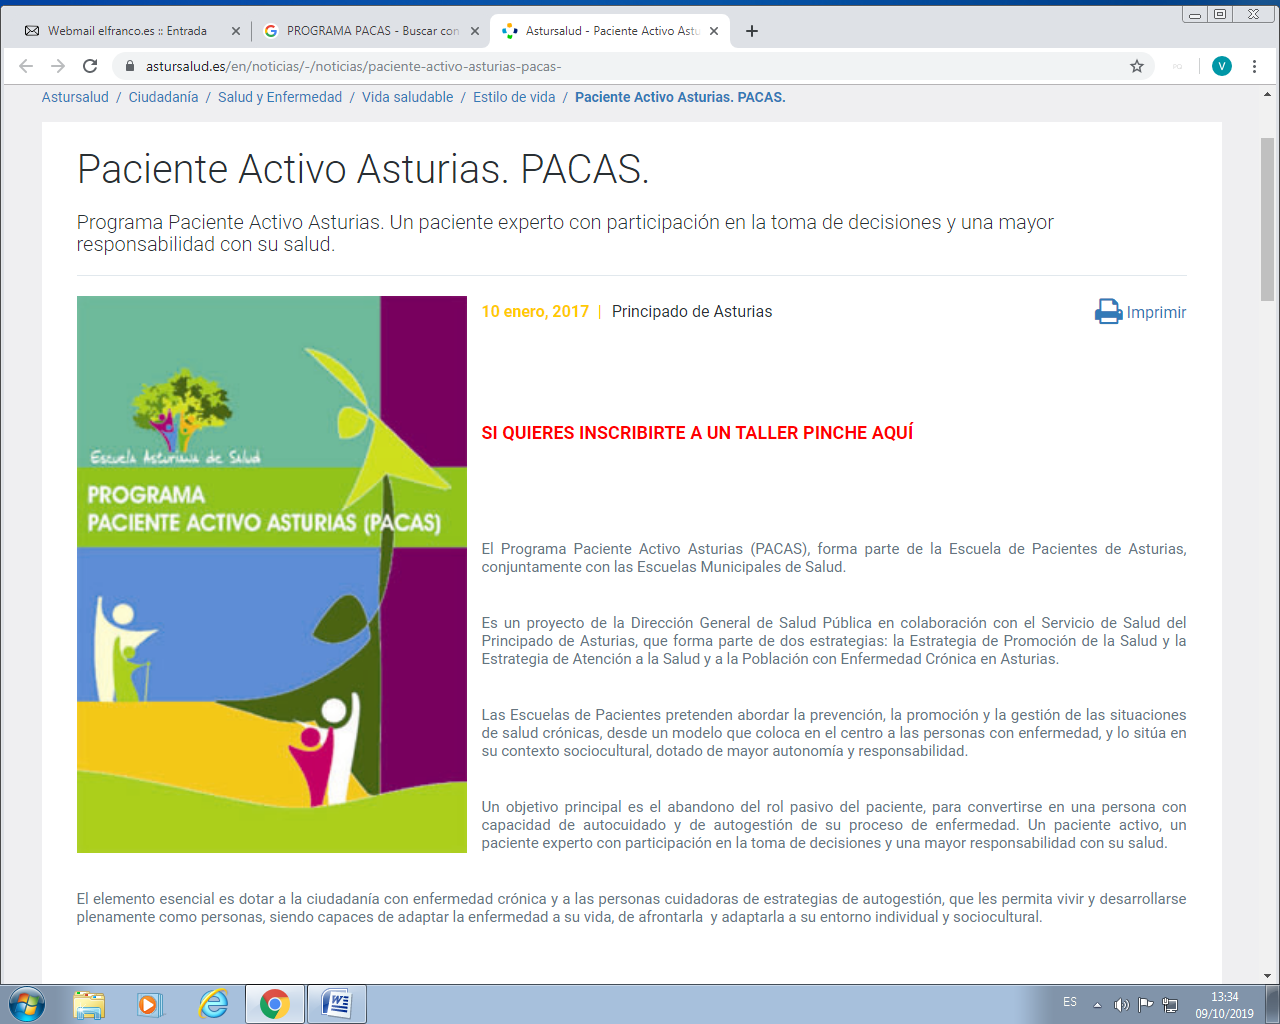 Webmail elfranco.es :: Entrada
PROGRAMA PACAS - Buscar con
Astursalud - Paciente Activo Astu
astursalud.es/en/noticias/-/noticias/paciente-activo-asturias-pacas-
V
Astursalud / Ciudadanía / Salud y Enfermedad / Vida saludable / Estilo de vida / Paciente Activo Asturias. PACAS.
Paciente Activo Asturias. PACAS.
Programa Paciente Activo Asturias. Un paciente experto con participación en la toma de decisiones y una mayor
responsabilidad con su salud.
10 enero, 2017 | Principado de Asturias
Imprimir
Escuela Asturiana de Salud
PROGRAMA
PACIENTE ACTIVO ASTURIAS (PACAS)
SI QUIERES INSCRIBIRTE A UN TALLER PINCHE AQUÍ
El Programa Paciente Activo Asturias (PACAS), forma parte de la Escuela de Pacientes de Asturias,
conjuntamente con las Escuelas Municipales de Salud.
Es un proyecto de la Dirección General de Salud Pública en colaboración con el Servicio de Salud del
Principado de Asturias, que forma parte de dos estrategias: la Estrategia de Promoción de la Salud y la
Estrategia de Atención a la Salud y a la Población con Enfermedad Crónica en Asturias.
Las Escuelas de Pacientes pretenden abordar la prevención, la promoción y la gestión de las situaciones
de salud crónicas, desde un modelo que coloca en el centro a las personas con enfermedad, y lo sitúa en
su contexto sociocultural, dotado de mayor autonomía y responsabilidad.
Un objetivo principal es el abandono del rol pasivo del paciente, para convertirse en una persona con
capacidad de autocuidado y de autogestión de su proceso de enfermedad. Un paciente activo, un
paciente experto con participación en la toma de decisiones y una mayor responsabilidad con su salud.
El elemento esencial es dotar a la ciudadanía con enfermedad crónica y a las personas cuidadoras de estrategias de autogestión, que les permita vivir y desarrollarse
plenamente como personas, siendo capaces de adaptar la enfermedad a su vida, de afrontarla y adaptarla a su entorno individual y sociocultural.
ES
13:34
09/10/2019